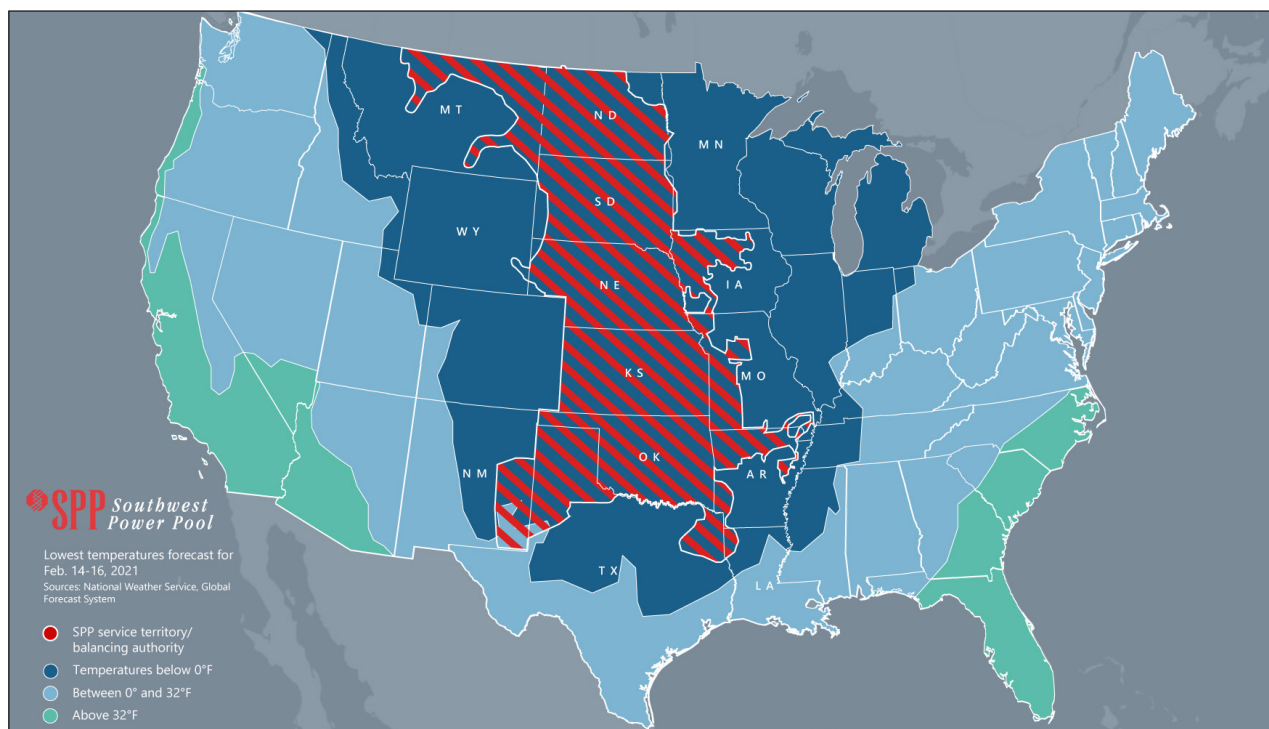 MT
ND
MN
SD
WY
NE
IA
KS
MO
NM
OK
AR
TX
LA
SPP Southwest
Power Pool
Lowest temperatures forecast for
Feb. 14-16, 2021
Sources: National Weather Service, Global
Forecast System
SPP service territory/
balancing authority
Temperatures below 0°F
Between 0° and 32°F
Above 32°F